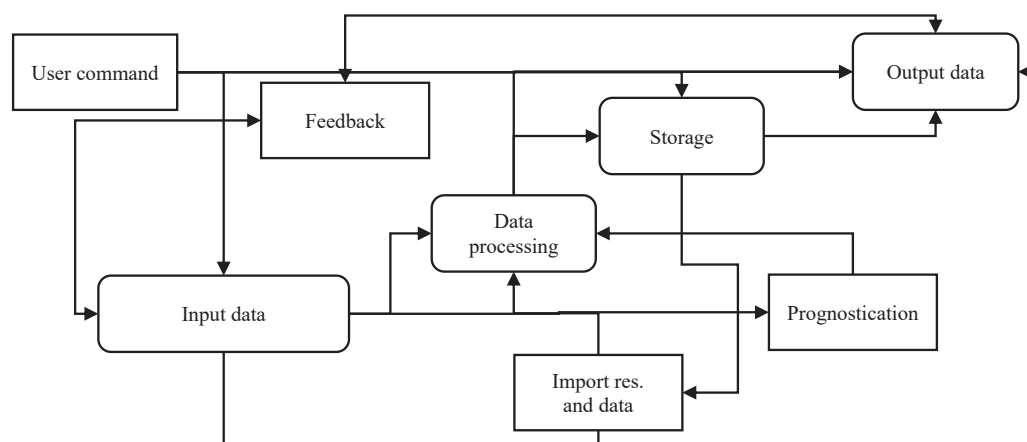 User command
Output data
Feedback
Storage
Data
processing
Input data
Prognostication
Import res.
and data